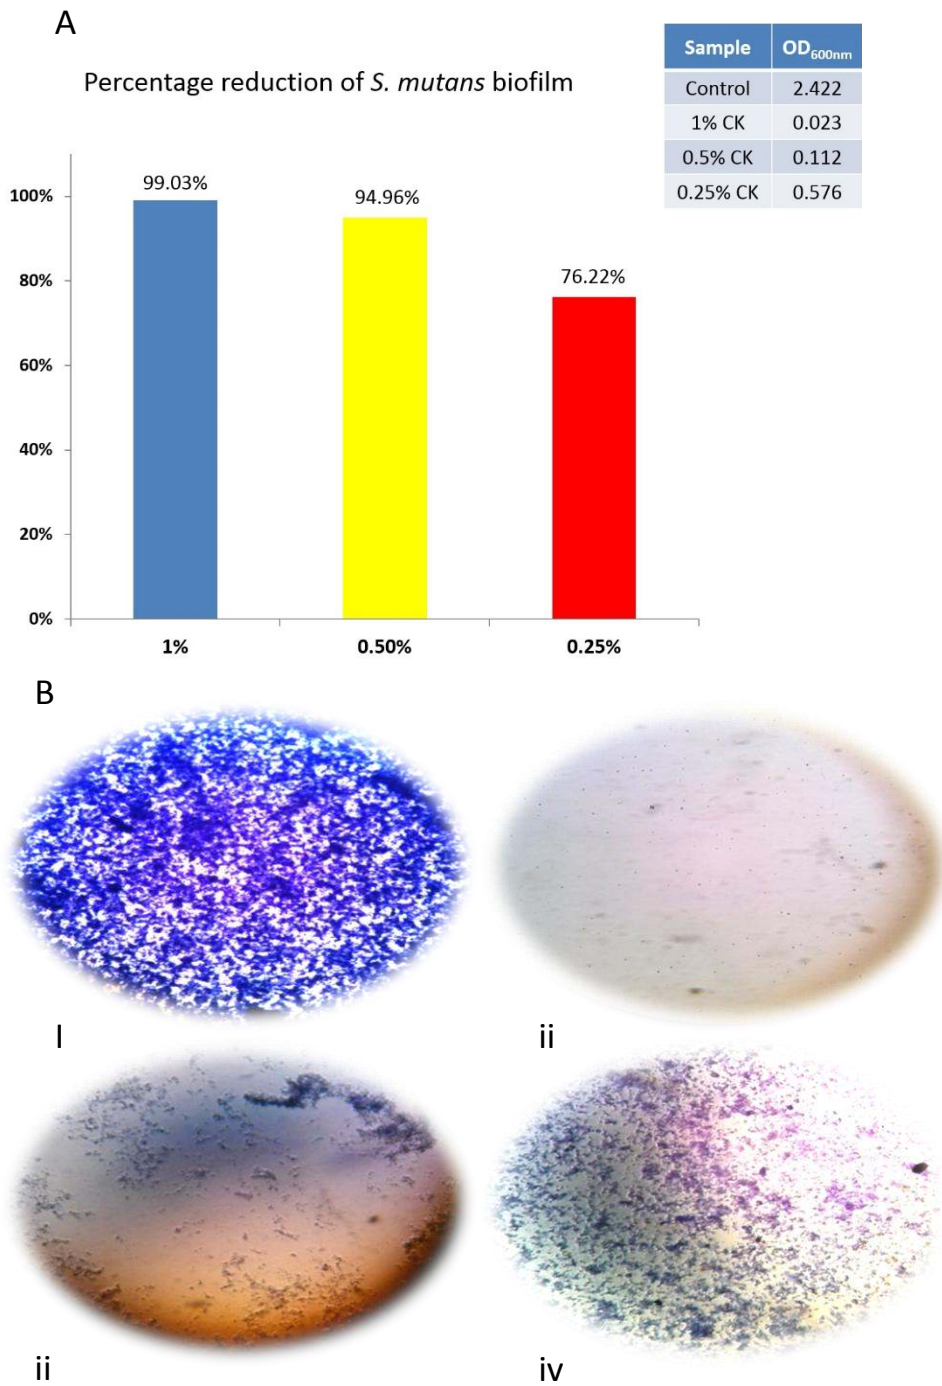 A
Percentage reduction of S. mutans biofilm
Sample OD600nm
Control 2.422
1% CK 0.023
0.5% CK 0.112
0.25% CK 0.576
100%
80%
60%
40%
20%
0%
99.03%
94.96%
76.22%
1% 0.50% 0.25%
B
I ii
ii iv